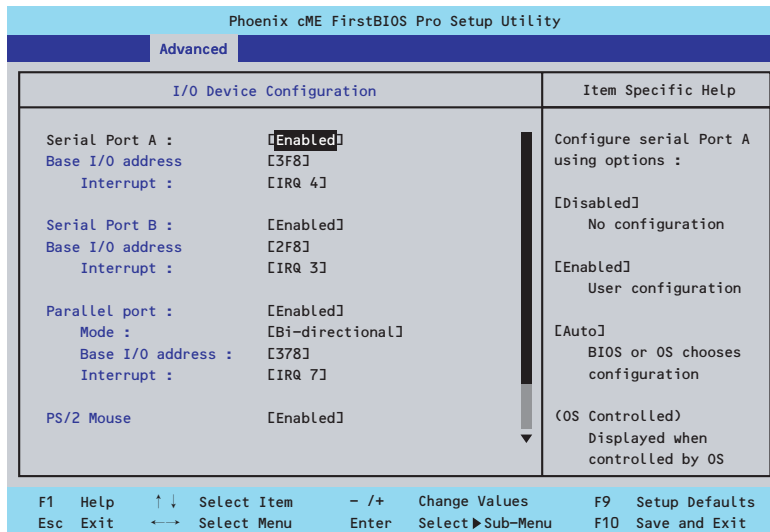 Phoenix cME FirstBIOS Pro Setup Utility
Advanced
I/O Device Configuration
Serial Port A : [Enabled]
Base I/O address [3F8]
Interrupt : [IRQ 4]
Serial Port B : [Enabled]
Base I/O address [2F8]
Interrupt : [IRQ 3]
Parallel port : [Enabled]
Mode : [Bi-directional]
Base I/O address : [378]
Interrupt : [IRQ 7]
PS/2 Mouse [Enabled]
Item Specific Help
Configure serial Port A
using options :
[Disabled]
No configuration
[Enabled]
User configuration
[Auto]
BIOS or OS chooses
configuration
(OS Controlled)
Displayed when
controlled by OS
F1 Help ↑↓ Select Item - /+ Change Values F9 Setup Defaults
Esc Exit ←→ Select Menu Enter Select ▶ Sub-Menu F10 Save and Exit